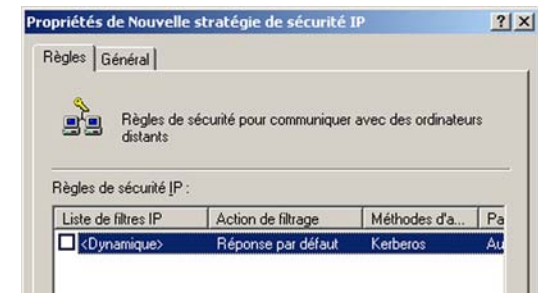 Propriétés de Nouvelle stratégie de sécurité IP
Règles Général
Règles de sécurité pour communiquer avec des ordinateurs
distants
Règles de sécurité IP :
Liste de filtres IP Action de filtrage Méthodes d'a... Pa
<Dynamique> Réponse par défaut Kerberos Au